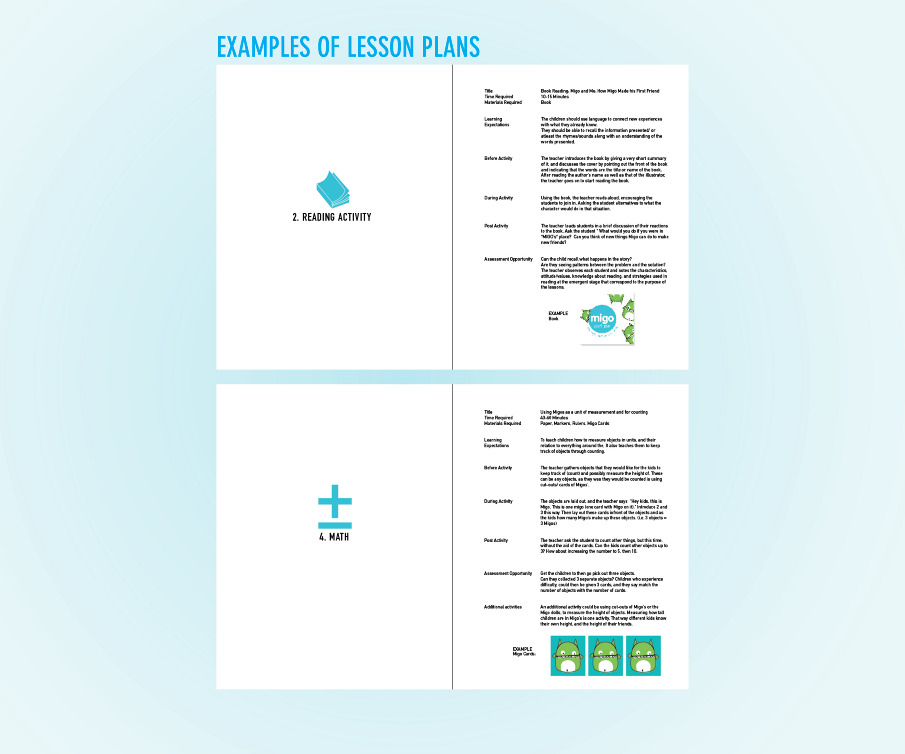 EXAMPLES OF LESSON PLANS
2. READING ACTIVITY
Title Book Reading: Migo and Me: How Migo Made his First Friend
Time Required 10-15 Minutes
Materials Required Book
Learning Expectations
The children should use language to connect new experiences
with what they already know.
They should be able to recall the information presented/ or
atleast the rhymes/sounds along with an understanding of the
words presented.
Before Activity The teacher introduces the book by giving a very short summary
of it, and discusses the cover by pointing out the front of the book
and indicating that the words are the title or name of the book.
After reading the author's name as well as that of the illustrator,
the teacher goes on to start reading the book.
During Activity Using the book, the teacher reads aloud, encouraging the
students to join in. Asking the student alternatives to what the
character would do in that situation.
Post Activity The teacher leads students in a brief discussion of their reactions
to the book. Ask the student " What would you do if you were in
"MIGO's" place? Can you think of new things Migo can do to make
new friends?
Assessment Opportunity Can the child recall what happens in the story?
Are they seeing patterns between the problem and the solution?
The teacher observes each student and notes the characteristics,
attitude/values, knowledge about reading, and strategies used in
reading at the emergent stage that correspond to the purpose of
the lessons.
EXAMPLE
Book
migo
and me
4. MATH
Title Using Migos as a unit of measurement and for counting
Time Required 40-60 Minutes
Materials Required Paper, Markers, Rulers, Migo Cards
Learning Expectations
To teach children how to measure objects in units, and their
relation to everything around the. It also teaches them to keep
track of objects through counting.
Before Activity The teacher gathers objects that they would like for the kids to
keep track of (count) and possibly measure the height of. These
can be any objects, as they was they would be counted is using
cut-outs/ cards of Migos'.
During Activity The objects are laid out, and the teacher says: "Hey kids, this is
Migo. This is one migo (one card with Migo on it)." Introduce 2 and
3 this way. Then lay out these cards infront of the objects and as
the kids how many Migo's make up these objects. (i.e. 3 objects =
3 Migos)
Post Activity The teacher ask the student to count other things, but this time,
without the aid of the cards. Can the kids count other objects up to
3? How about increasing the number to 5, then 10.
Assessment Opportunity Get the children to then go pick out three objects.
Can they collected 3 separate objects? Children who experience
difficulty, could then be given 3 cards, and they say match the
number of objects with the number of cards.
Additional activities An additional activity could be using cut-outs of Migo's or the
Migo dolls, to measure the height of objects. Measuring how tall
children are in Migo's is one activity. That way different kids know
their own height, and the height of their friends.
EXAMPLE
Migo Cards: